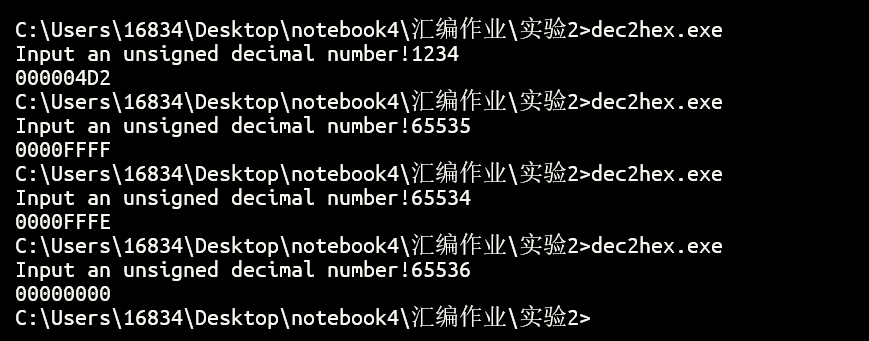 C:\Users\16834\Desktop\notebook4\汇编作业\实验2>dec2hex.exe
Input an unsigned decimal number!1234
000004D2
C:\Users\16834\Desktop\notebook4\汇编作业\实验2>dec2hex.exe
Input an unsigned decimal number!65535
0000FFFF
C:\Users\16834\Desktop\notebook4\汇编作业\实验2>dec2hex.exe
Input an unsigned decimal number!65534
0000FFFE
C:\Users\16834\Desktop\notebook4\汇编作业\实验2>dec2hex.exe
Input an unsigned decimal number!65536
00000000
C:\Users\16834\Desktop\notebook4\汇编作业\实验2>